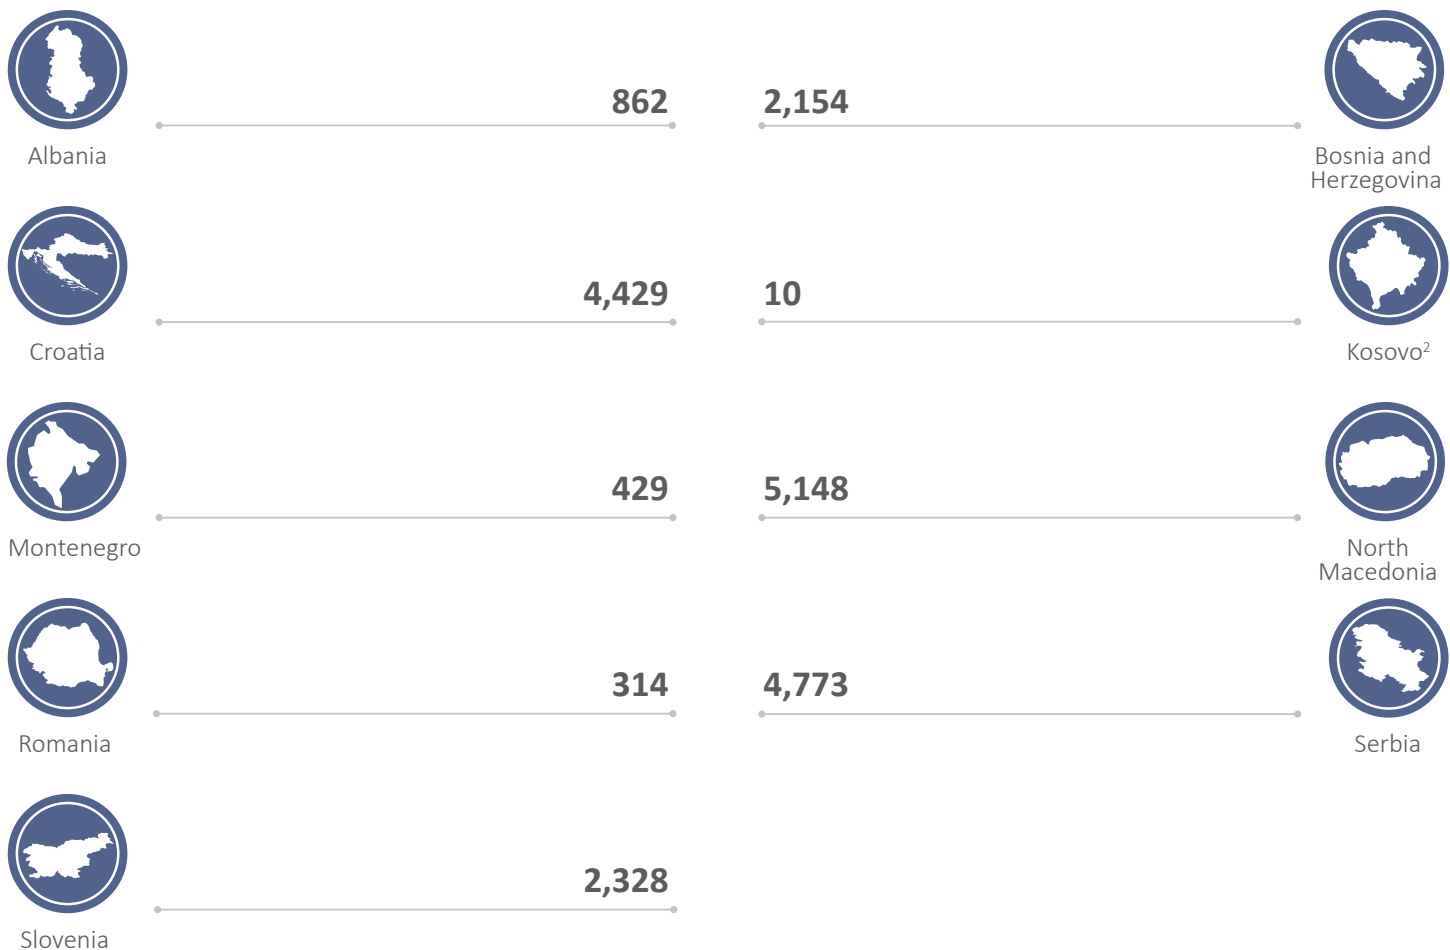 862
2,154
Albania
Bosnia and
Herzegovina
4,429
10
Croatia
Kosovo²
429
5,148
Montenegro
North
Macedonia
314
4,773
Romania
Serbia
2,328
Slovenia